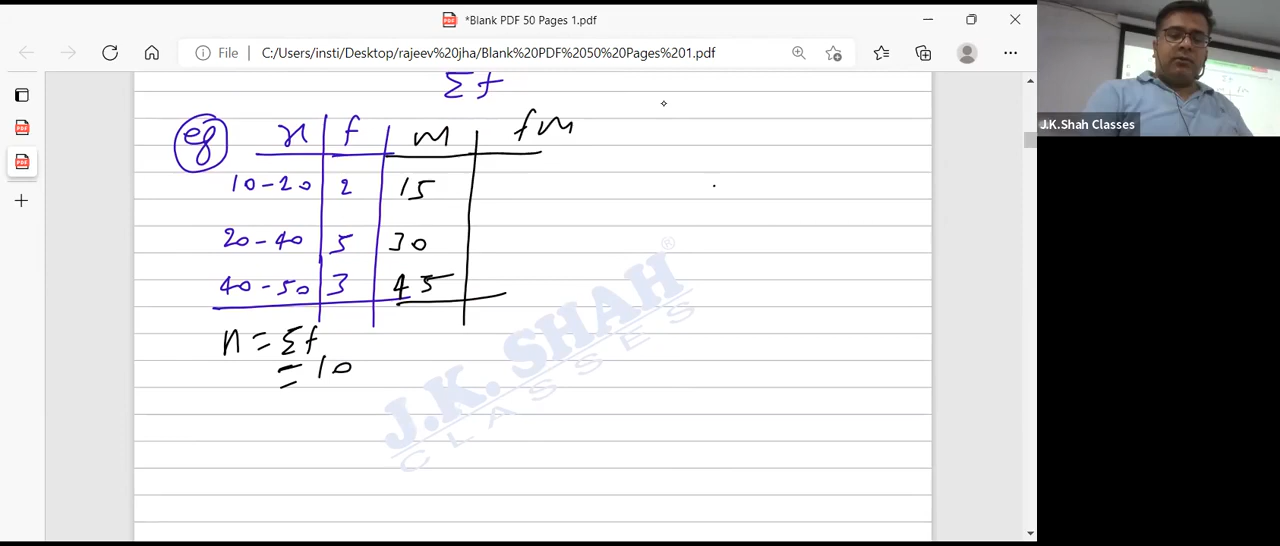 *Blank PDF 50 Pages 1.pdf
File C:/Users/insti/Desktop/rajeev%20jha/Blank%20PDF%2050%20Pages%201.pdf
Σf
eg x f m fm
10-20 2 15
20-40 5 30
40-50 3 45
n = Σf
= 10
J.K. SHAH ®
CLASSES
J.K.Shah Classes